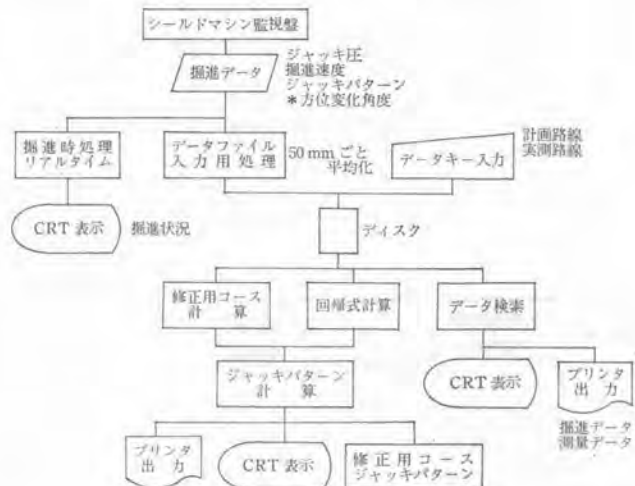 シールドマシン監視盤
掘進データ
ジャッキ圧
掘進速度
ジャッキパターン
*方位変化角度
掘進時処理
リアルタイム
データファイル
入力用処理
50 mm ごと
平均化
データキー入力
計画路線
実測路線
CRT 表示
掘進状況
ディスク
修正用コース
計算
回帰式計算
データ検索
ジャッキパターン
計算
CRT 表示
プリンタ
出力
掘進データ
測量データ
プリンタ
出力
CRT 表示
修正用コース
ジャッキパターン